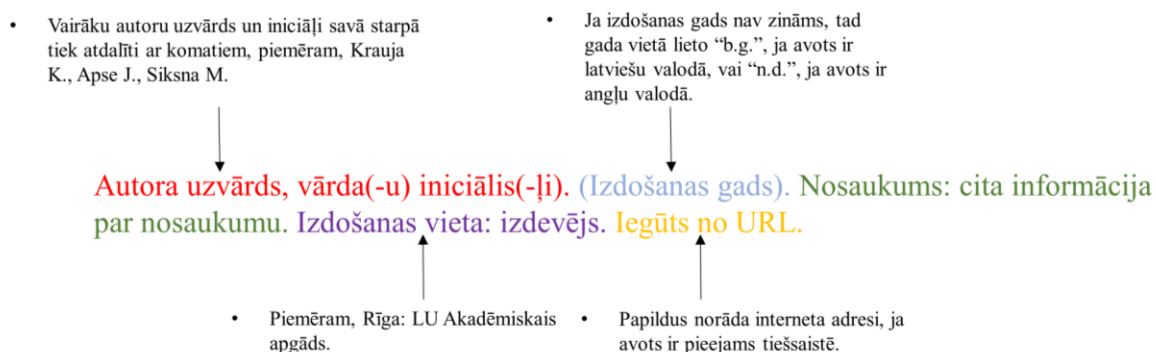 • Vairāku autoru uzvārds un iniciāļi savā starpā
tiek atdalīti ar komatiem, piemēram, Krauja
K., Apse J., Siksna M.
• Ja izdošanas gads nav zināms, tad
gada vietā lieto “b.g.”, ja avots ir
latviešu valodā, vai “n.d.”, ja avots ir
angļu valodā.
Autora uzvārds, vārda(-u) iniciālis(-ļi). (Izdošanas gads). Nosaukums: cita informācija
par nosaukumu. Izdošanas vieta: izdevējs. Iegūts no URL.
• Piemēram, Rīga: LU Akadēmiskais
apgāds.
• Papildus norāda interneta adresi, ja
avots ir pieejams tiešsaistē.